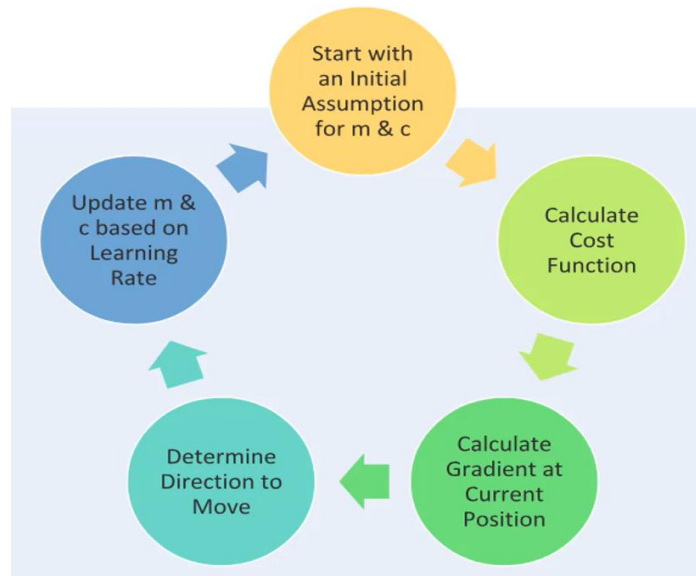 Start with
an Initial
Assumption
for m & c
Calculate
Cost
Function
Calculate
Gradient at
Current
Position
Determine
Direction to
Move
Update m &
c based on
Learning
Rate